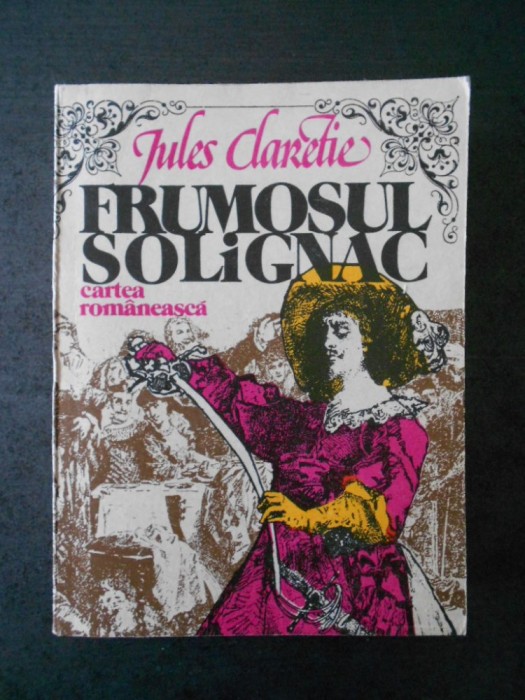 Jules Claretie
FRUMOSUL
SOLiGNAC
cartea
românească